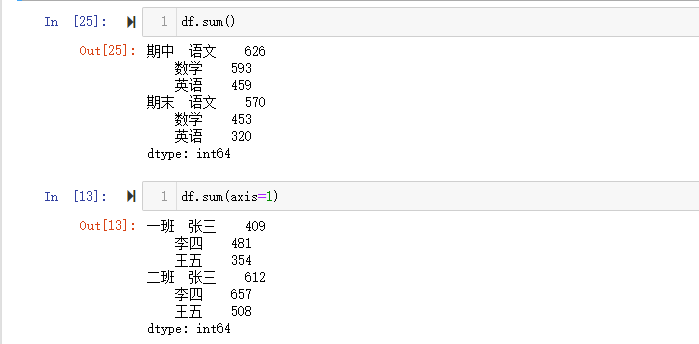 In [25]: 1 df.sum()
Out[25]: 期中 语文 626
数学 593
英语 459
期末 语文 570
数学 453
英语 320
dtype: int64
In [13]: 1 df.sum(axis=1)
Out[13]: 一班 张三 409
李四 481
王五 354
二班 张三 612
李四 657
王五 508
dtype: int64